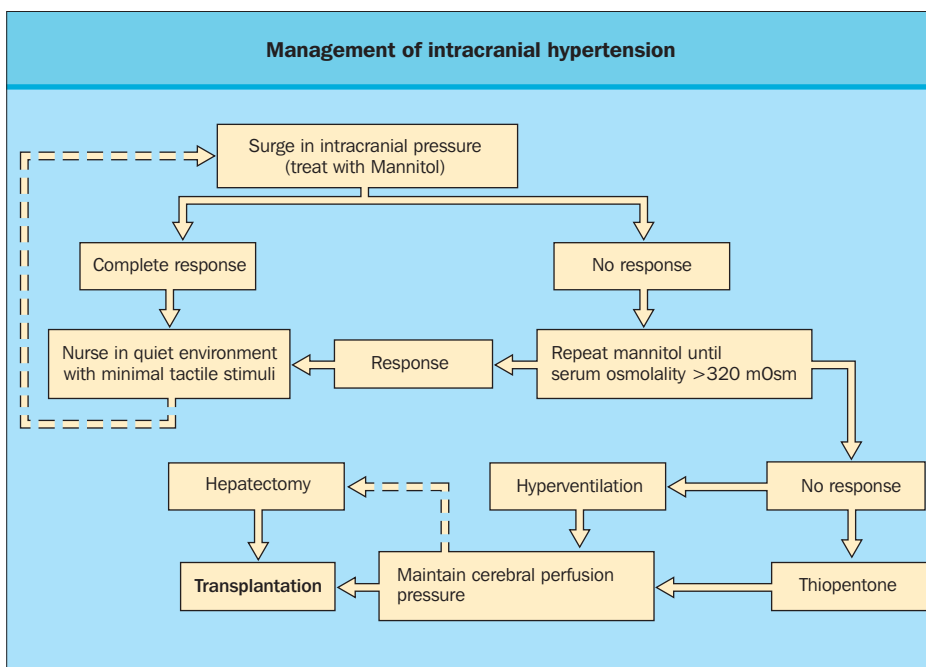 Management of intracranial hypertension
Surge in intracranial pressure
(treat with Mannitol)
Complete response
No response
Nurse in quiet environment
with minimal tactile stimuli
Response
Repeat mannitol until
serum osmolality >320 mOsm
Hepatectomy
Hyperventilation
No response
Transplantation
Maintain cerebral perfusion
pressure
Thiopentone